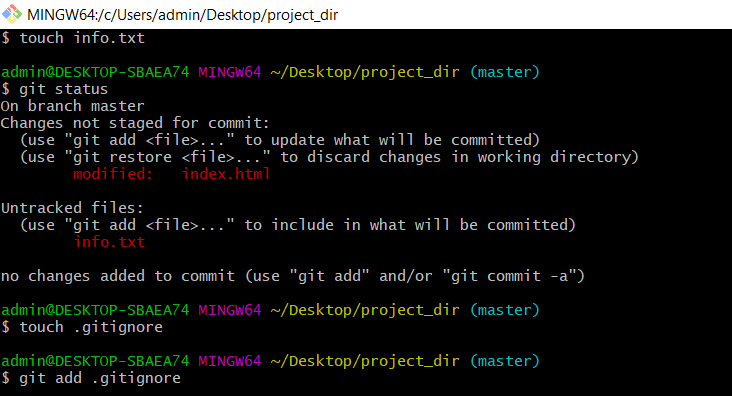 MINGW64:/c/Users/admin/Desktop/project_dir
$ touch info.txt
admin@DESKTOP-SBAEA74 MINGW64 ~/Desktop/project_dir (master)
$ git status
On branch master
Changes not staged for commit:
  (use "git add <file>..." to update what will be committed)
  (use "git restore <file>..." to discard changes in working directory)
        modified:   index.html
Untracked files:
  (use "git add <file>..." to include in what will be committed)
        info.txt
no changes added to commit (use "git add" and/or "git commit -a")
admin@DESKTOP-SBAEA74 MINGW64 ~/Desktop/project_dir (master)
$ touch .gitignore
admin@DESKTOP-SBAEA74 MINGW64 ~/Desktop/project_dir (master)
$ git add .gitignore